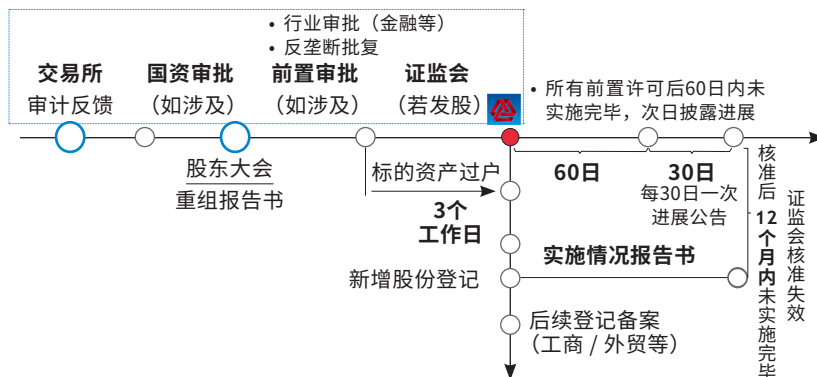 • 行业审批（金融等）
• 反垄断批复
交易所
审计反馈
国资审批
（如涉及）
前置审批
（如涉及）
证监会
（若发股）
• 所有前置许可后60日内未
实施完毕，次日披露进展
股东大会
重组报告书
标的资产过户
3个
工作日
60日
30日
每30日一次
进展公告
实施情况报告书
新增股份登记
后续登记备案
（工商 / 外贸等）
核准后12个月内未实施完毕
证监会核准失效